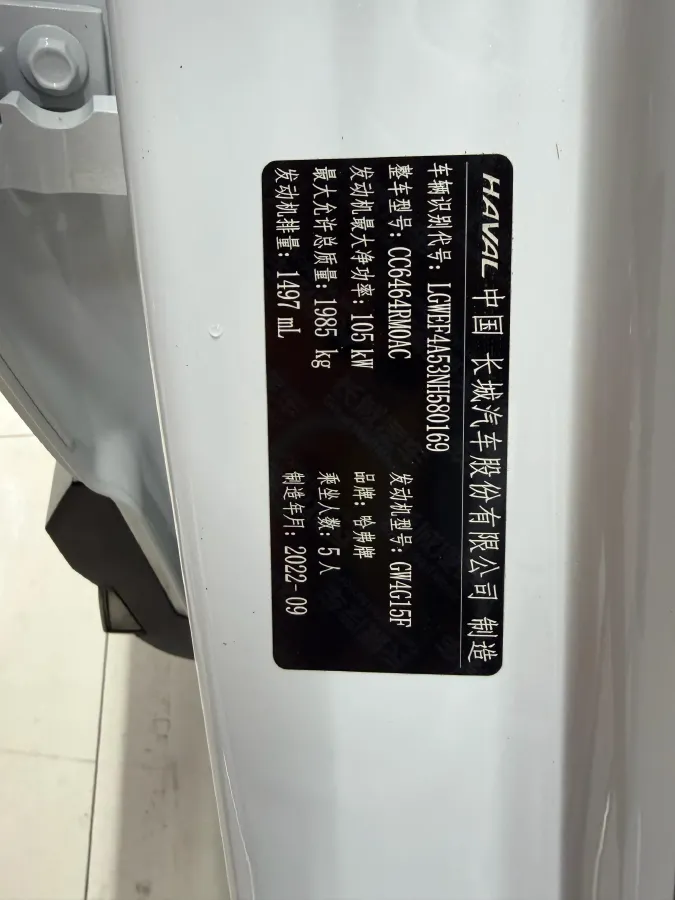 HAVAL 中国 长城汽车股份有限公司 制造
车辆识别代号: LGWEF4A53NH580169
整车型号: CC6464RM0AC 发动机型号: GW4G15F
发动机最大净功率: 105 kW 品牌: 哈弗牌
最大允许总质量: 1985 kg 乘坐人数: 5 人
发动机排量: 1497 mL 制造年月: 2022-09